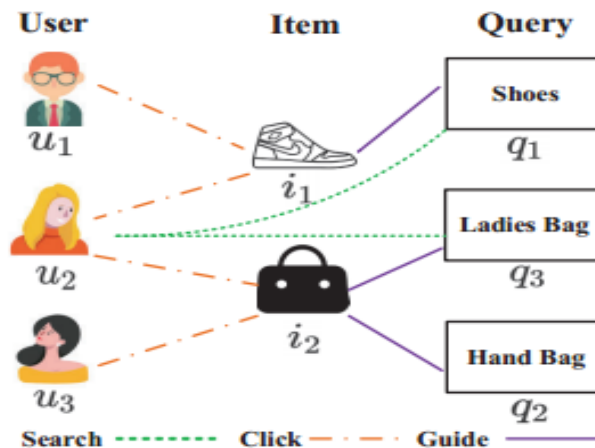 User Item Query
Shoes
u1 q1
i1
Ladies Bag
u2 q3
i2
Hand Bag
u3 q2
Search Click Guide